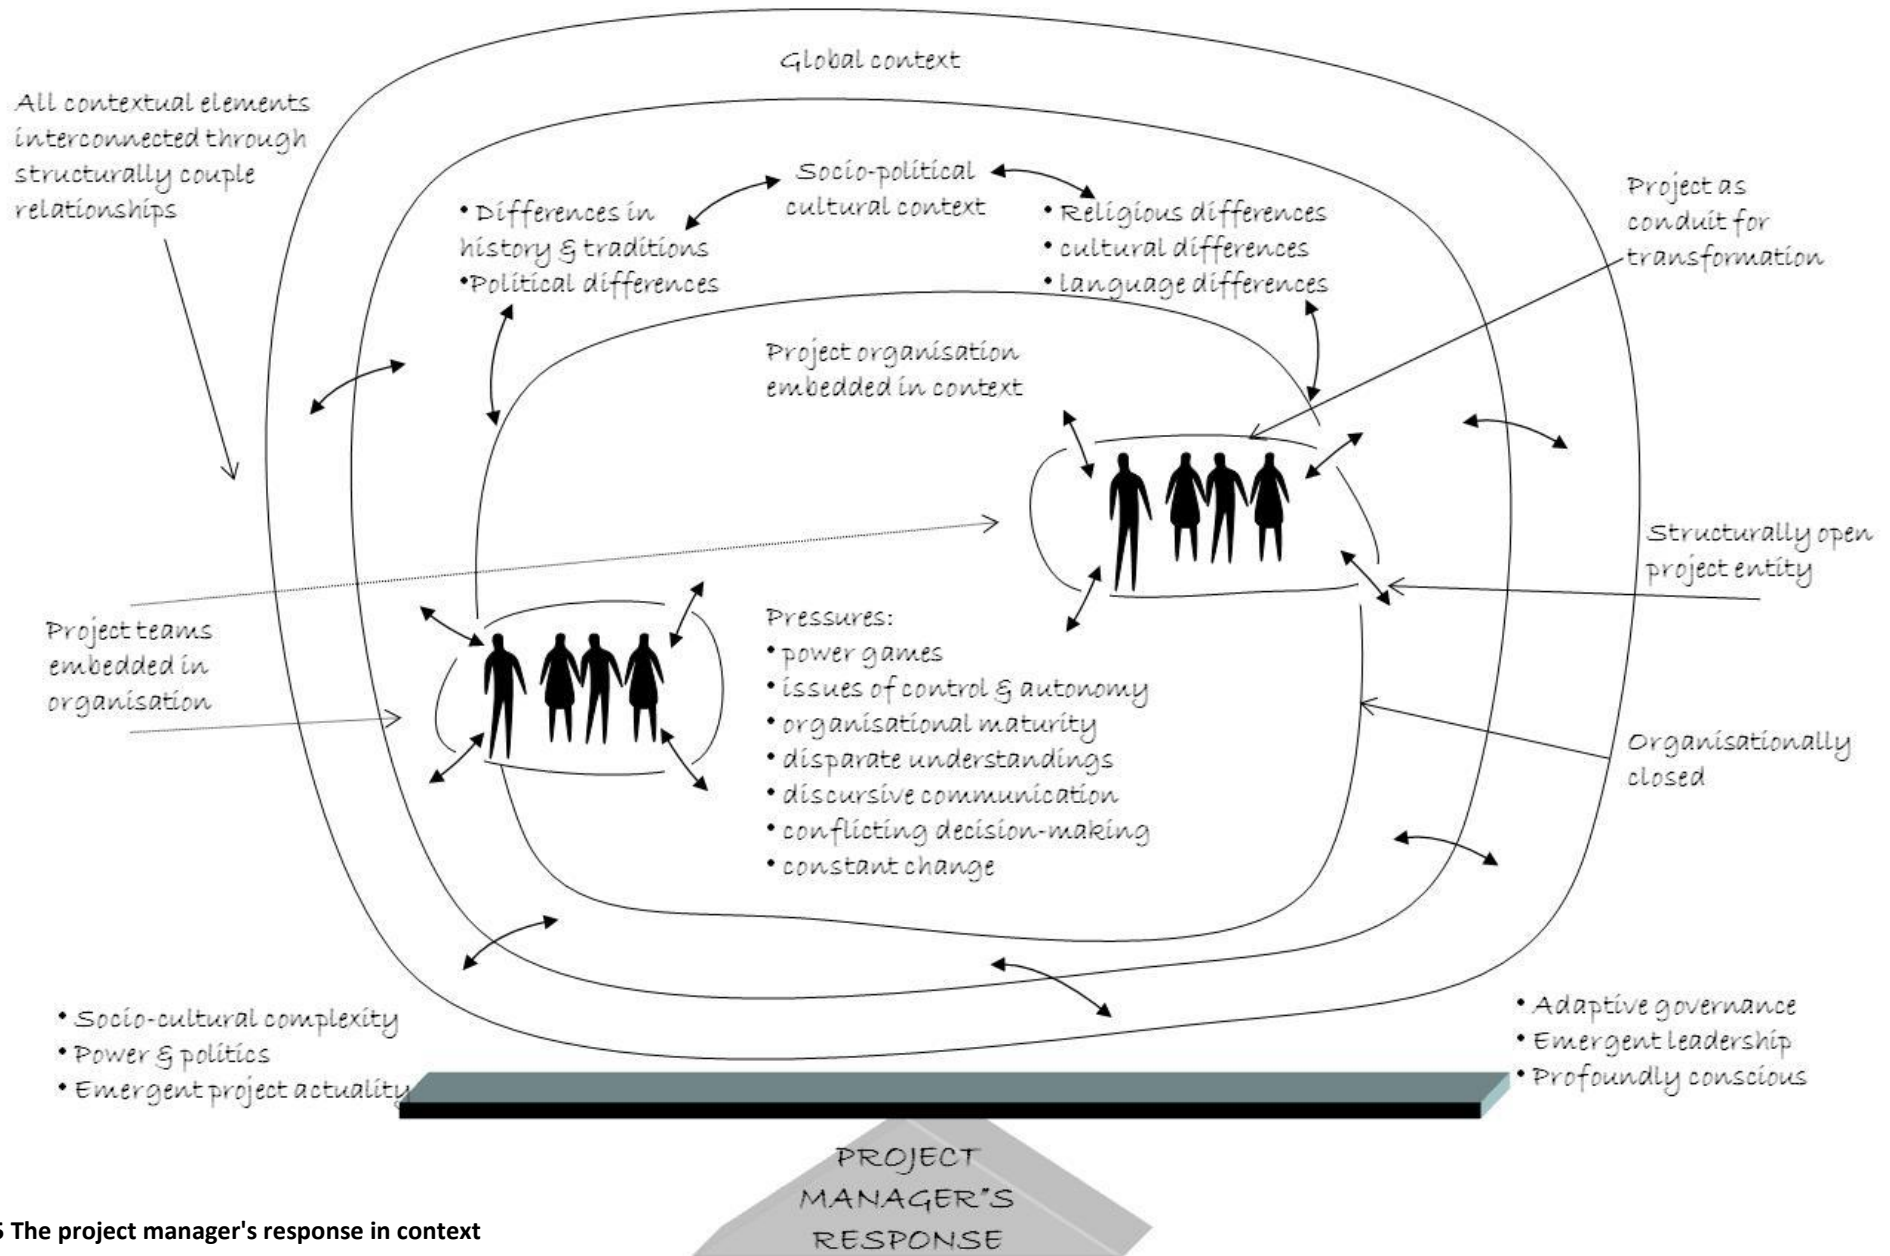 Global context
All contextual elements
interconnected through
structurally couple
relationships
Socio-political
cultural context
• Differences in
history & traditions
•Political differences
• Religious differences
• cultural differences
• language differences
Project as
conduit for
transformation
Project organisation
embedded in context
Structurally open
project entity
Project teams
embedded in
organisation
Pressures:
• power games
• issues of control & autonomy
• organisational maturity
• disparate understandings
• discursive communication
• conflicting decision-making
• constant change
Organisationally
closed
• Socio-cultural complexity
• Power & politics
• Emergent project actuality
• Adaptive governance
• Emergent leadership
• Profoundly conscious
PROJECT
MANAGER"S
RESPONSE
The project manager's response in context